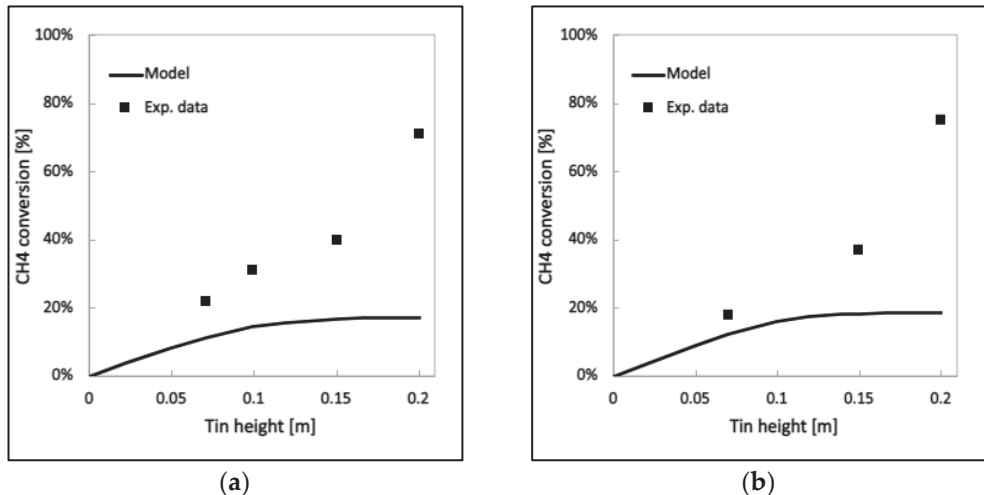 100%
80%
60%
40%
20%
0%
CH4 conversion [%]
Model
Exp. data
0 0.05 0.1 0.15 0.2
Tin height [m]
(a)
100%
80%
60%
40%
20%
0%
CH4 conversion [%]
Model
Exp. data
0 0.05 0.1 0.15 0.2
Tin height [m]
(b)